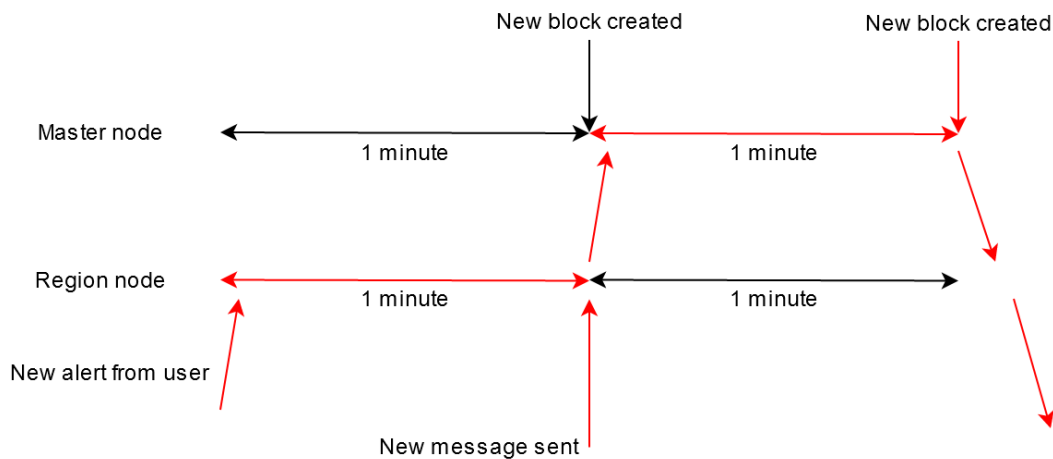 New block created
New block created
Master node
1 minute
1 minute
Region node
1 minute
1 minute
New alert from user
New message sent